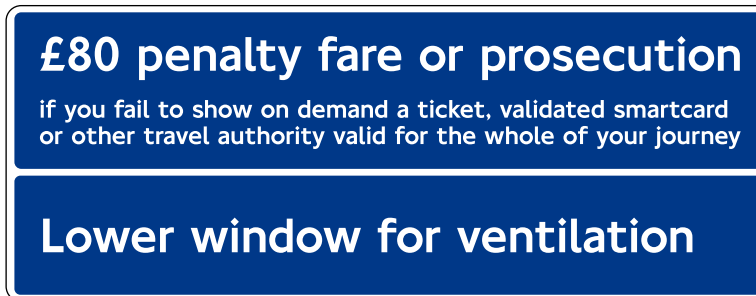 £80 penalty fare or prosecution
if you fail to show on demand a ticket, validated smartcard
or other travel authority valid for the whole of your journey
Lower window for ventilation